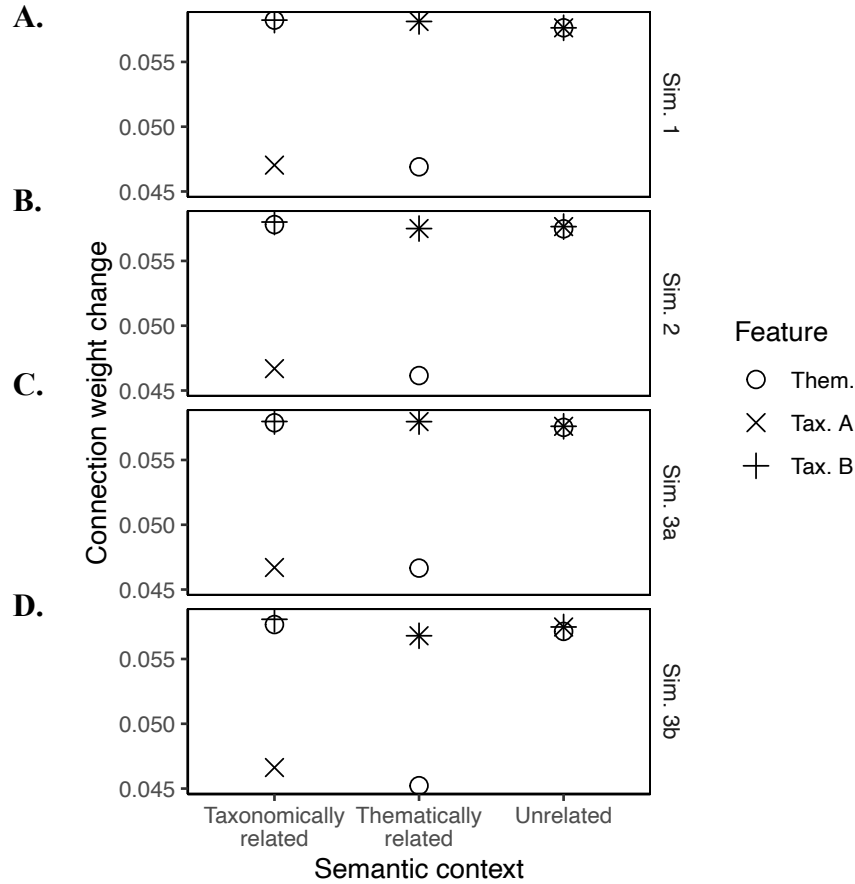 A.
0.055
0.050
0.045
Sim. 1
B.
0.055
0.050
0.045
Sim. 2
C.
0.055
0.050
0.045
Sim. 3a
D.
0.055
0.050
0.045
Sim. 3b
Connection weight change
Taxonomically
related
Thematically
related
Unrelated
Semantic context
Feature
Them.
Tax. A
Tax. B